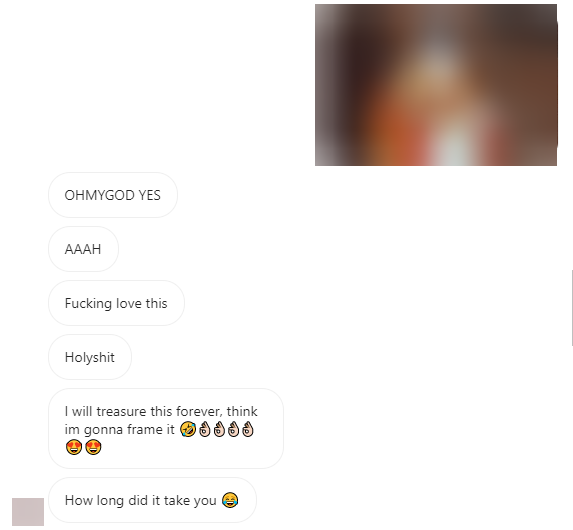 OHMYGOD YES
AAAH
Fucking love this
Holyshit
I will treasure this forever, think
im gonna frame it 🤣👌🏻👌🏻👌🏻👌🏻
😍😍
How long did it take you 😂